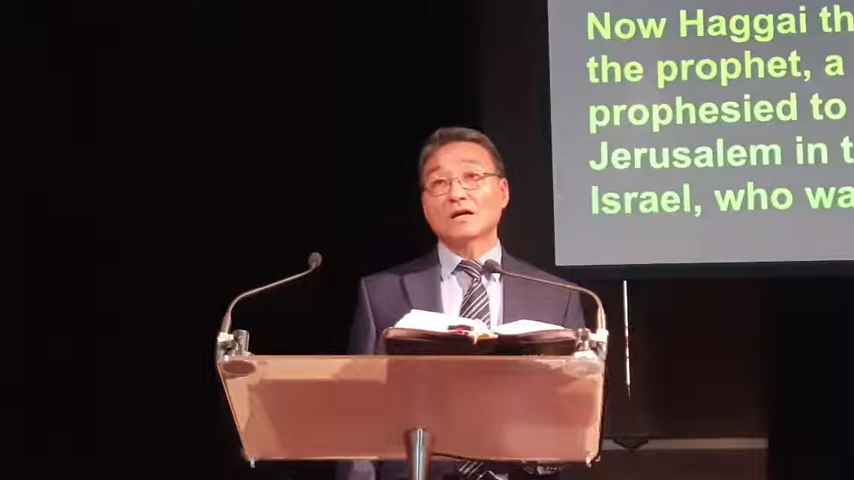 Now Haggai th
the prophet, a
prophesied to
Jerusalem in t
Israel, who wa